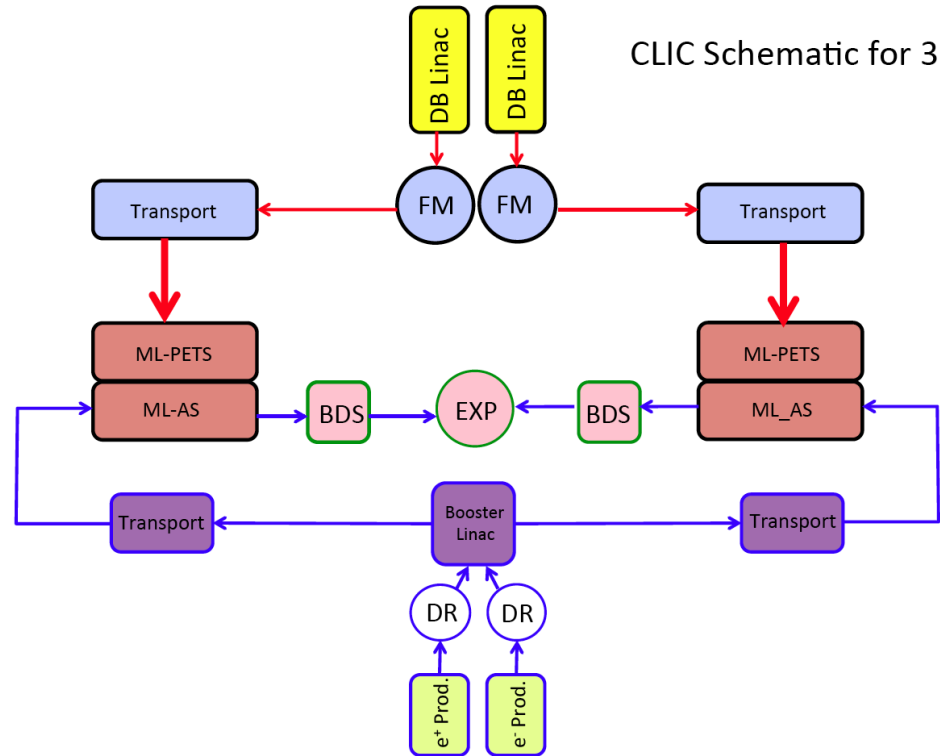 CLIC Schematic for 3
DB Linac
DB Linac
FM
FM
Transport
Transport
ML-PETS
ML-PETS
ML-AS
BDS
EXP
BDS
ML_AS
Transport
Booster
Linac
Transport
DR
DR
e⁺ Prod.
e⁻ Prod.